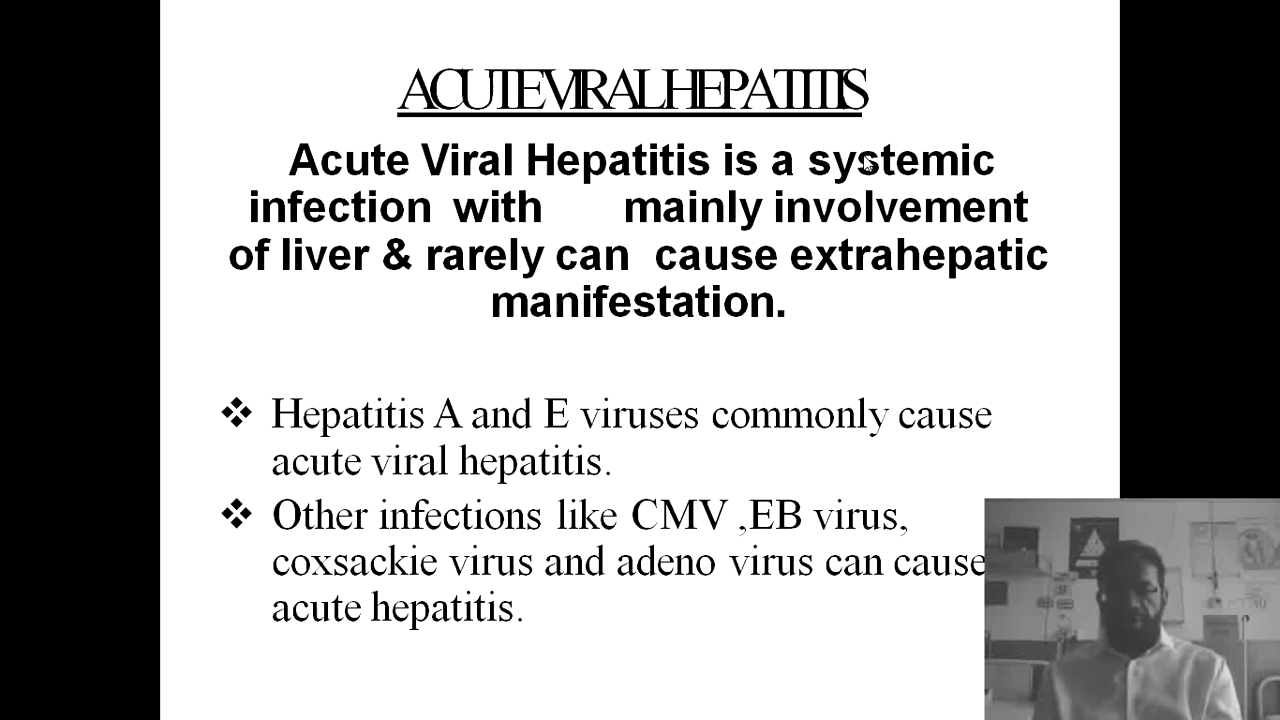 ACUTE VIRAL HEPATITIS
Acute Viral Hepatitis is a systemic
infection with mainly involvement
of liver & rarely can cause extrahepatic
manifestation.
❖ Hepatitis A and E viruses commonly cause
acute viral hepatitis.
❖ Other infections like CMV ,EB virus,
coxsackie virus and adeno virus can cause
acute hepatitis.